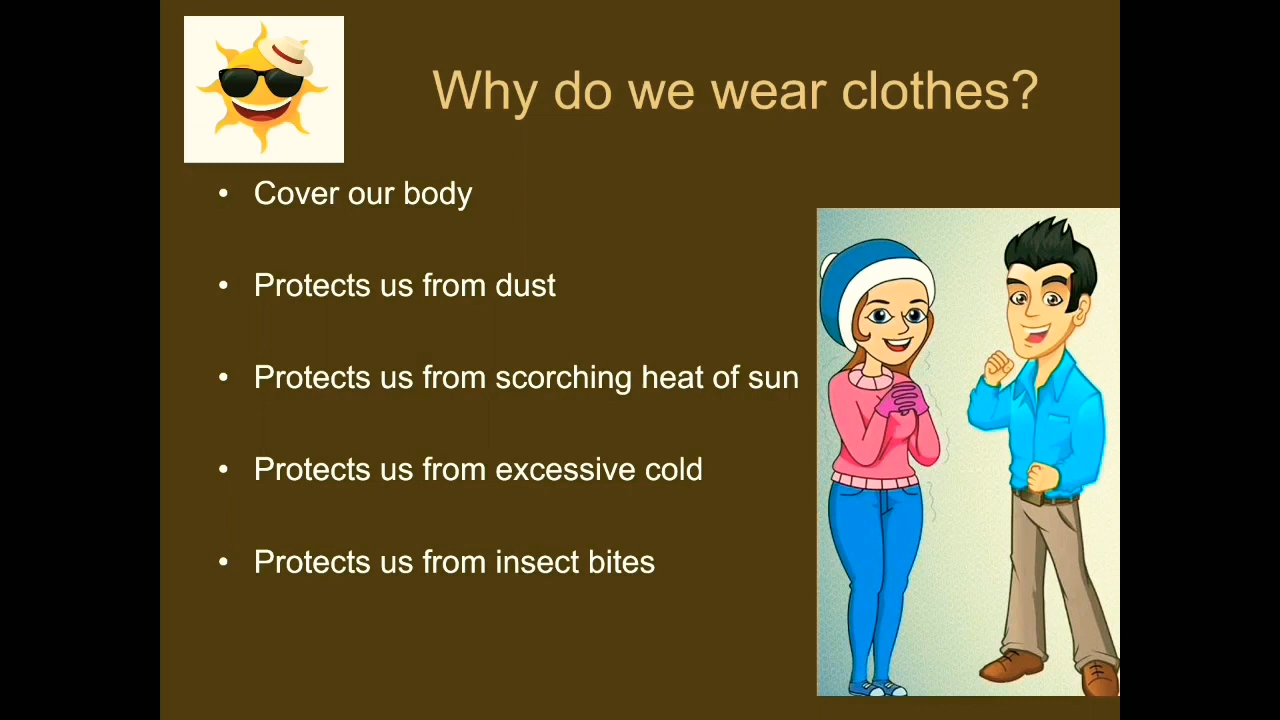 Why do we wear clothes?
• Cover our body
• Protects us from dust
• Protects us from scorching heat of sun
• Protects us from excessive cold
• Protects us from insect bites